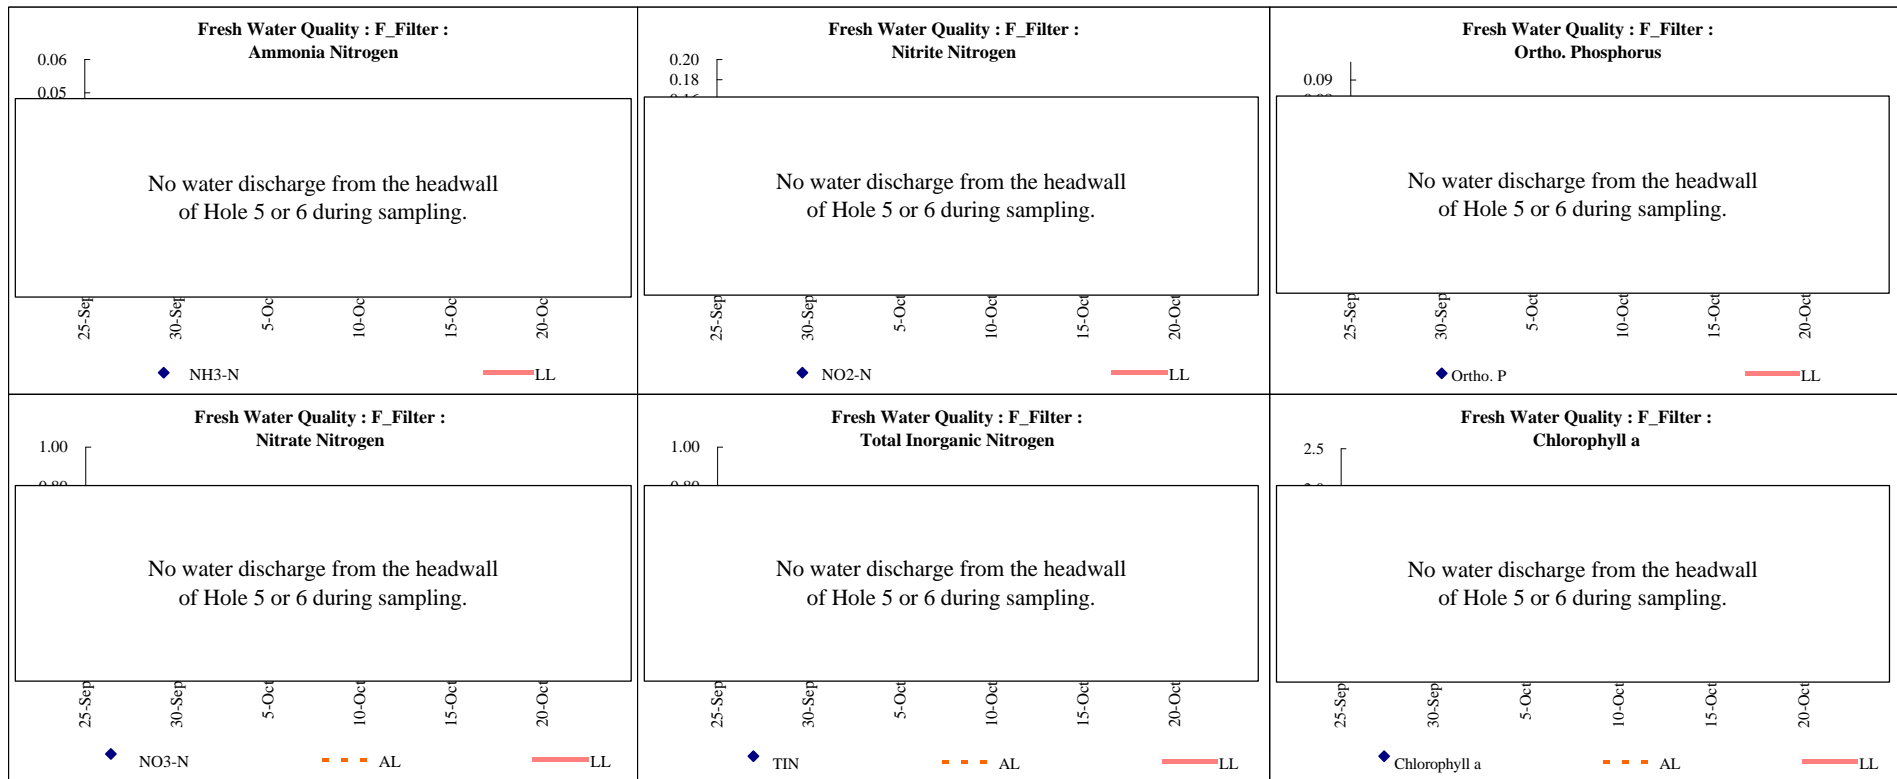 Fresh Water Quality : F_Filter :
Ammonia Nitrogen
0.06
0.05
No water discharge from the headwall
of Hole 5 or 6 during sampling.
25-Sep
30-Sep
5-Oct
10-Oct
15-Oct
20-Oct
NH3-N
LL
Fresh Water Quality : F_Filter :
Nitrite Nitrogen
0.20
0.18
0.16
No water discharge from the headwall
of Hole 5 or 6 during sampling.
25-Sep
30-Sep
5-Oct
10-Oct
15-Oct
20-Oct
NO2-N
LL
Fresh Water Quality : F_Filter :
Ortho. Phosphorus
0.09
No water discharge from the headwall
of Hole 5 or 6 during sampling.
25-Sep
30-Sep
5-Oct
10-Oct
15-Oct
20-Oct
Ortho. P
LL
Fresh Water Quality : F_Filter :
Nitrate Nitrogen
1.00
0.80
No water discharge from the headwall
of Hole 5 or 6 during sampling.
25-Sep
30-Sep
5-Oct
10-Oct
15-Oct
20-Oct
NO3-N
AL
LL
Fresh Water Quality : F_Filter :
Total Inorganic Nitrogen
1.00
0.80
No water discharge from the headwall
of Hole 5 or 6 during sampling.
25-Sep
30-Sep
5-Oct
10-Oct
15-Oct
20-Oct
TIN
AL
LL
Fresh Water Quality : F_Filter :
Chlorophyll a
2.5
No water discharge from the headwall
of Hole 5 or 6 during sampling.
25-Sep
30-Sep
5-Oct
10-Oct
15-Oct
20-Oct
Chlorophyll a
AL
LL